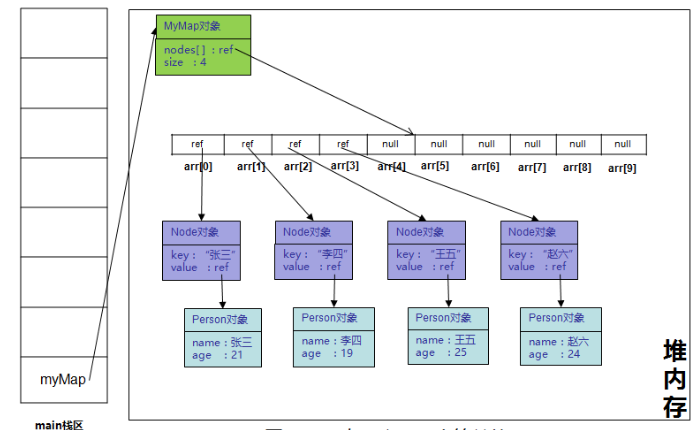 MyMap对象
nodes[] : ref
size : 4
ref ref ref ref null null null null null null
arr[0] arr[1] arr[2] arr[3] arr[4] arr[5] arr[6] arr[7] arr[8] arr[9]
Node对象 Node对象 Node对象 Node对象
key： “张三” key： “李四” key： “王五” key： “赵六”
value : ref value : ref value : ref value : ref
Person对象 Person对象 Person对象 Person对象
name : 张三 name : 李四 name : 王五 name : 赵六
age : 21 age : 19 age : 25 age : 24
堆
内
存
myMap
main栈区